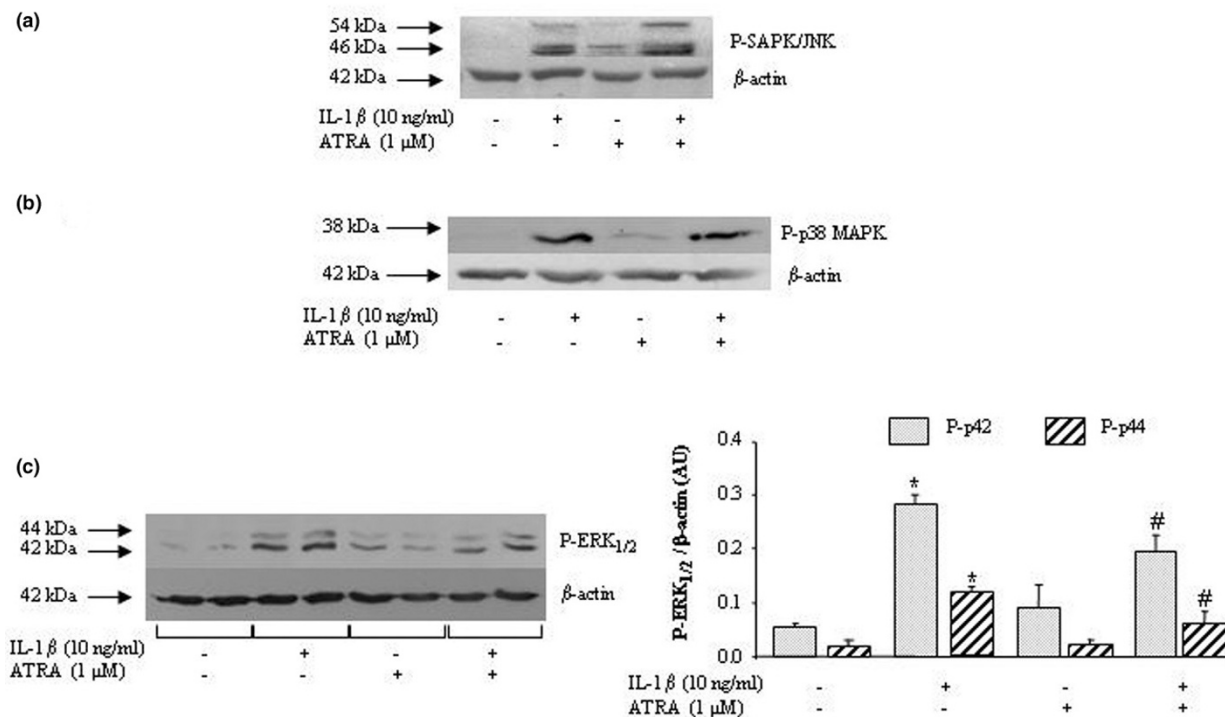 (a)
54 kDa
46 kDa
P-SAPK/JNK
42 kDa
β-actin
IL-1β (10 ng/ml) - + - +
ATRA (1 µM) - - + +
(b)
38 kDa
P-p38 MAPK
42 kDa
β-actin
IL-1β (10 ng/ml) - + - +
ATRA (1 µM) - - + +
(c)
44 kDa
42 kDa
P-ERK1/2
42 kDa
β-actin
IL-1β (10 ng/ml) - + - +
ATRA (1 µM) - - + +
P-p42 P-p44
P-ERK1/2 / β-actin (AU)
0.4
0.3
0.2
0.1
0.0
* * # #
IL-1β (10 ng/ml) - + - +
ATRA (1 µM) - - + +